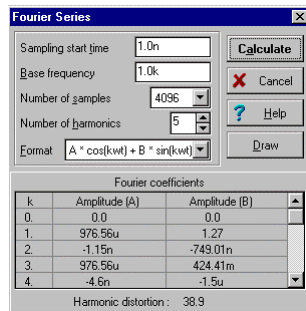 Fourier Series
Sampling start time 1.0n
Base frequency 1.0k
Number of samples 4096
Number of harmonics 5
Format A * cos(kwt) + B * sin(kwt)
Calculate
Cancel
Help
Draw
Fourier coefficients
k Amplitude (A) Amplitude (B)
0. 0.0 0.0
1. 976.56u 1.27
2. -1.15n -749.01n
3. 976.56u 424.41m
4. -4.6n -1.5u
Harmonic distortion : 38.9